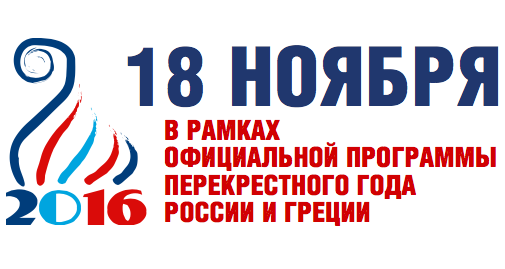 18 НОЯБРЯ
В РАМКАХ
ОФИЦИАЛЬНОЙ ПРОГРАММЫ
ПЕРЕКРЕСТНОГО ГОДА
РОССИИ И ГРЕЦИИ
2016